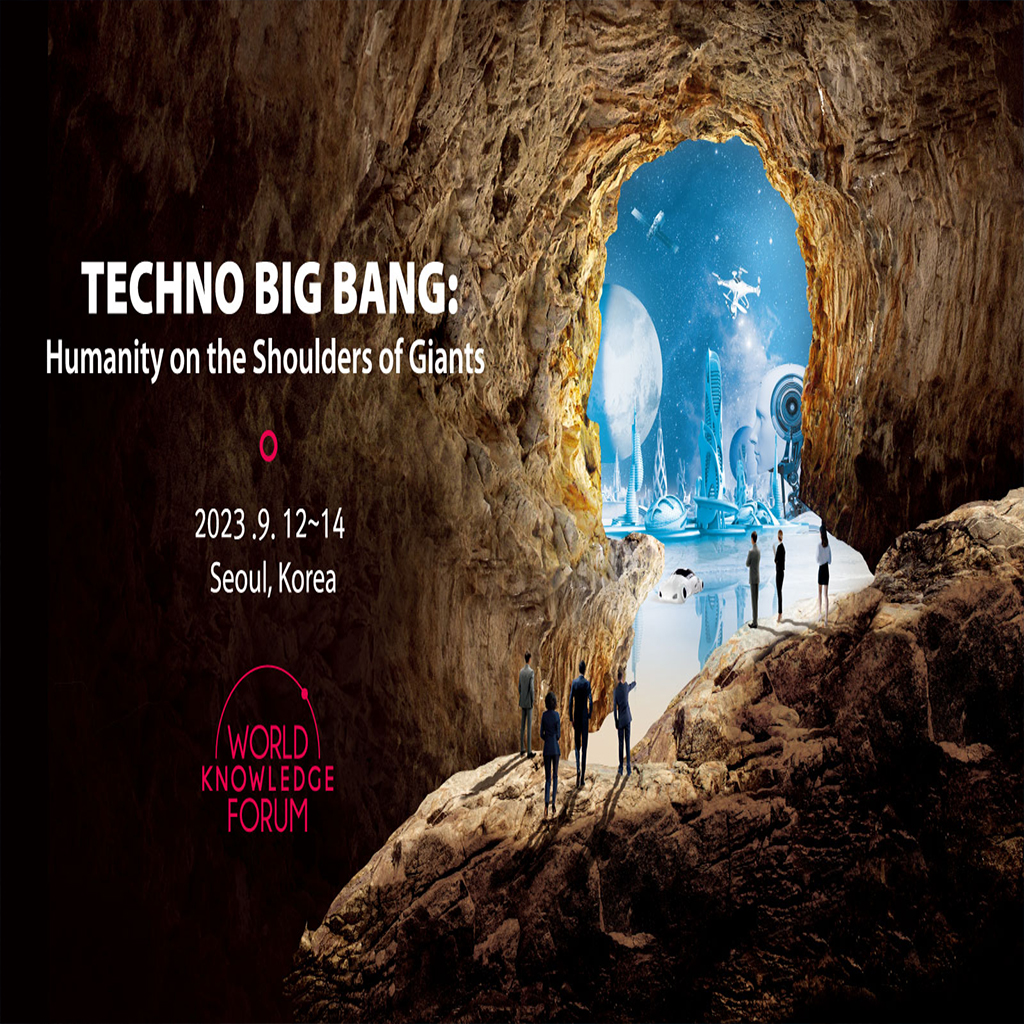 TECHNO BIG BANG:
Humanity on the Shoulders of Giants
2023 .9. 12~14
Seoul, Korea
WORLD
KNOWLEDGE
FORUM